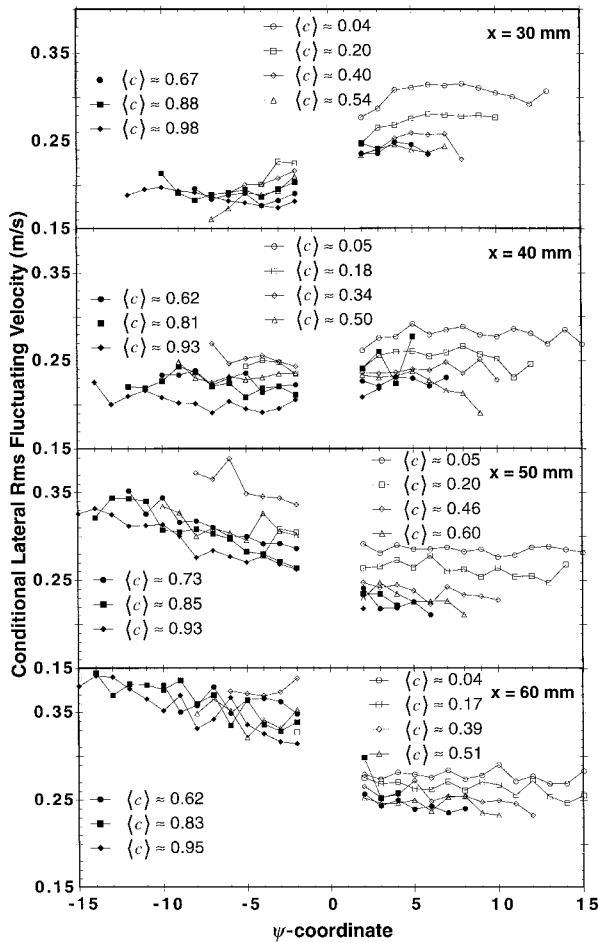 Conditional Lateral Rms Fluctuating Velocity (m/s)
0.35
0.25
0.15
x = 30 mm
⟨c⟩ ≈ 0.04
⟨c⟩ ≈ 0.20
⟨c⟩ ≈ 0.40
⟨c⟩ ≈ 0.54
⟨c⟩ ≈ 0.67
⟨c⟩ ≈ 0.88
⟨c⟩ ≈ 0.98
0.35
0.25
0.15
x = 40 mm
⟨c⟩ ≈ 0.05
⟨c⟩ ≈ 0.18
⟨c⟩ ≈ 0.34
⟨c⟩ ≈ 0.50
⟨c⟩ ≈ 0.62
⟨c⟩ ≈ 0.81
⟨c⟩ ≈ 0.93
0.35
0.25
0.15
x = 50 mm
⟨c⟩ ≈ 0.05
⟨c⟩ ≈ 0.20
⟨c⟩ ≈ 0.46
⟨c⟩ ≈ 0.60
⟨c⟩ ≈ 0.73
⟨c⟩ ≈ 0.85
⟨c⟩ ≈ 0.93
0.35
0.25
0.15
x = 60 mm
⟨c⟩ ≈ 0.04
⟨c⟩ ≈ 0.17
⟨c⟩ ≈ 0.39
⟨c⟩ ≈ 0.51
⟨c⟩ ≈ 0.62
⟨c⟩ ≈ 0.83
⟨c⟩ ≈ 0.95
-15 -10 -5 0 5 10 15
ψ-coordinate